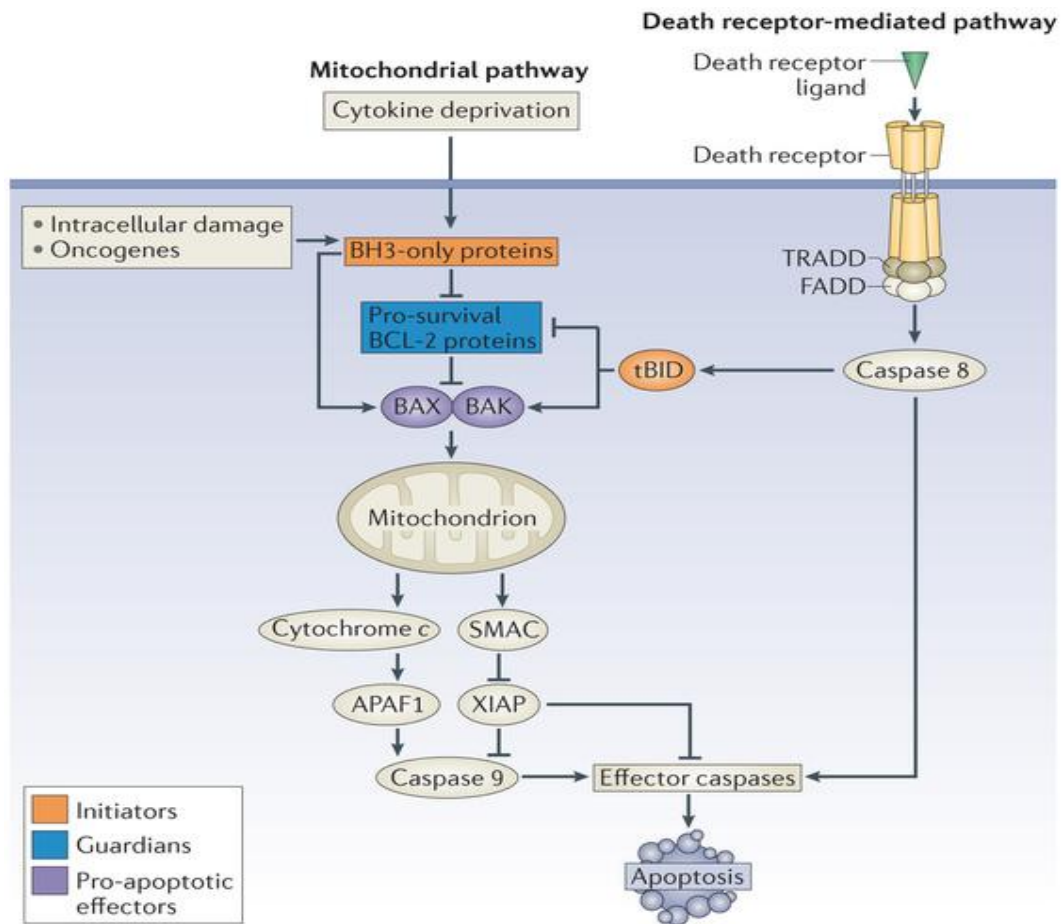 Death receptor-mediated pathway
Death receptor
ligand
Mitochondrial pathway
Cytokine deprivation
Death receptor
• Intracellular damage
• Oncogenes
BH3-only proteins
TRADD
FADD
Pro-survival
BCL-2 proteins
tBID
Caspase 8
BAX
BAK
Mitochondrion
Cytochrome c
SMAC
APAF1
XIAP
Caspase 9
Effector caspases
Initiators
Guardians
Pro-apoptotic
effectors
Apoptosis